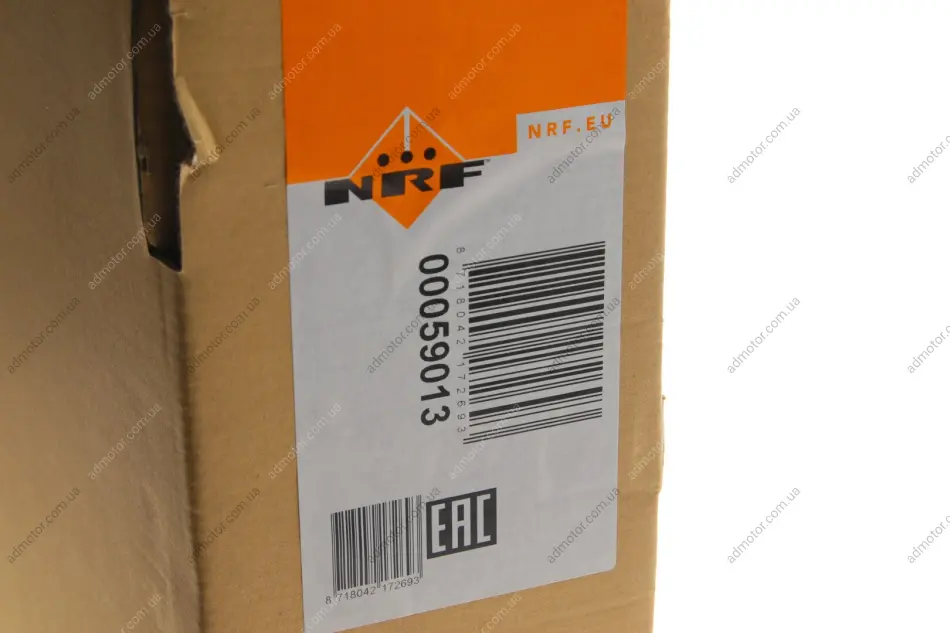 NRF.EU
NRF
00059013
8 718042 172693
EAC
8 718042 172693
admotor.com.ua